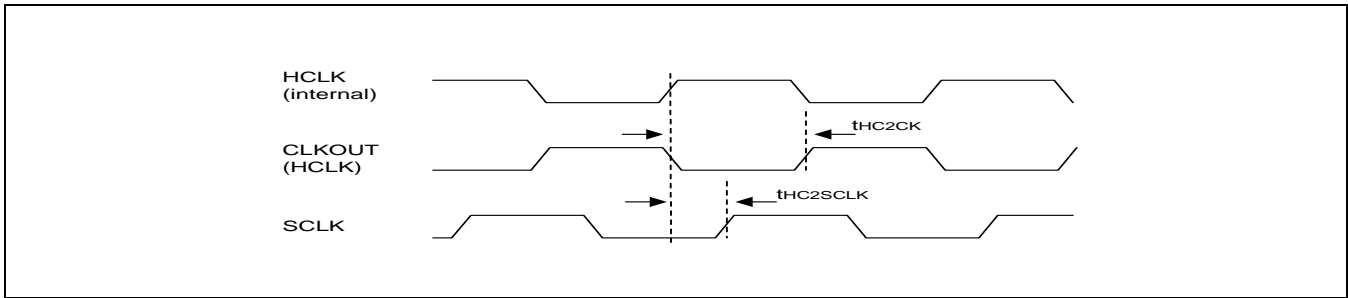 HCLK
(internal)
tHC2CK
CLKOUT
(HCLK)
tHC2SCLK
SCLK